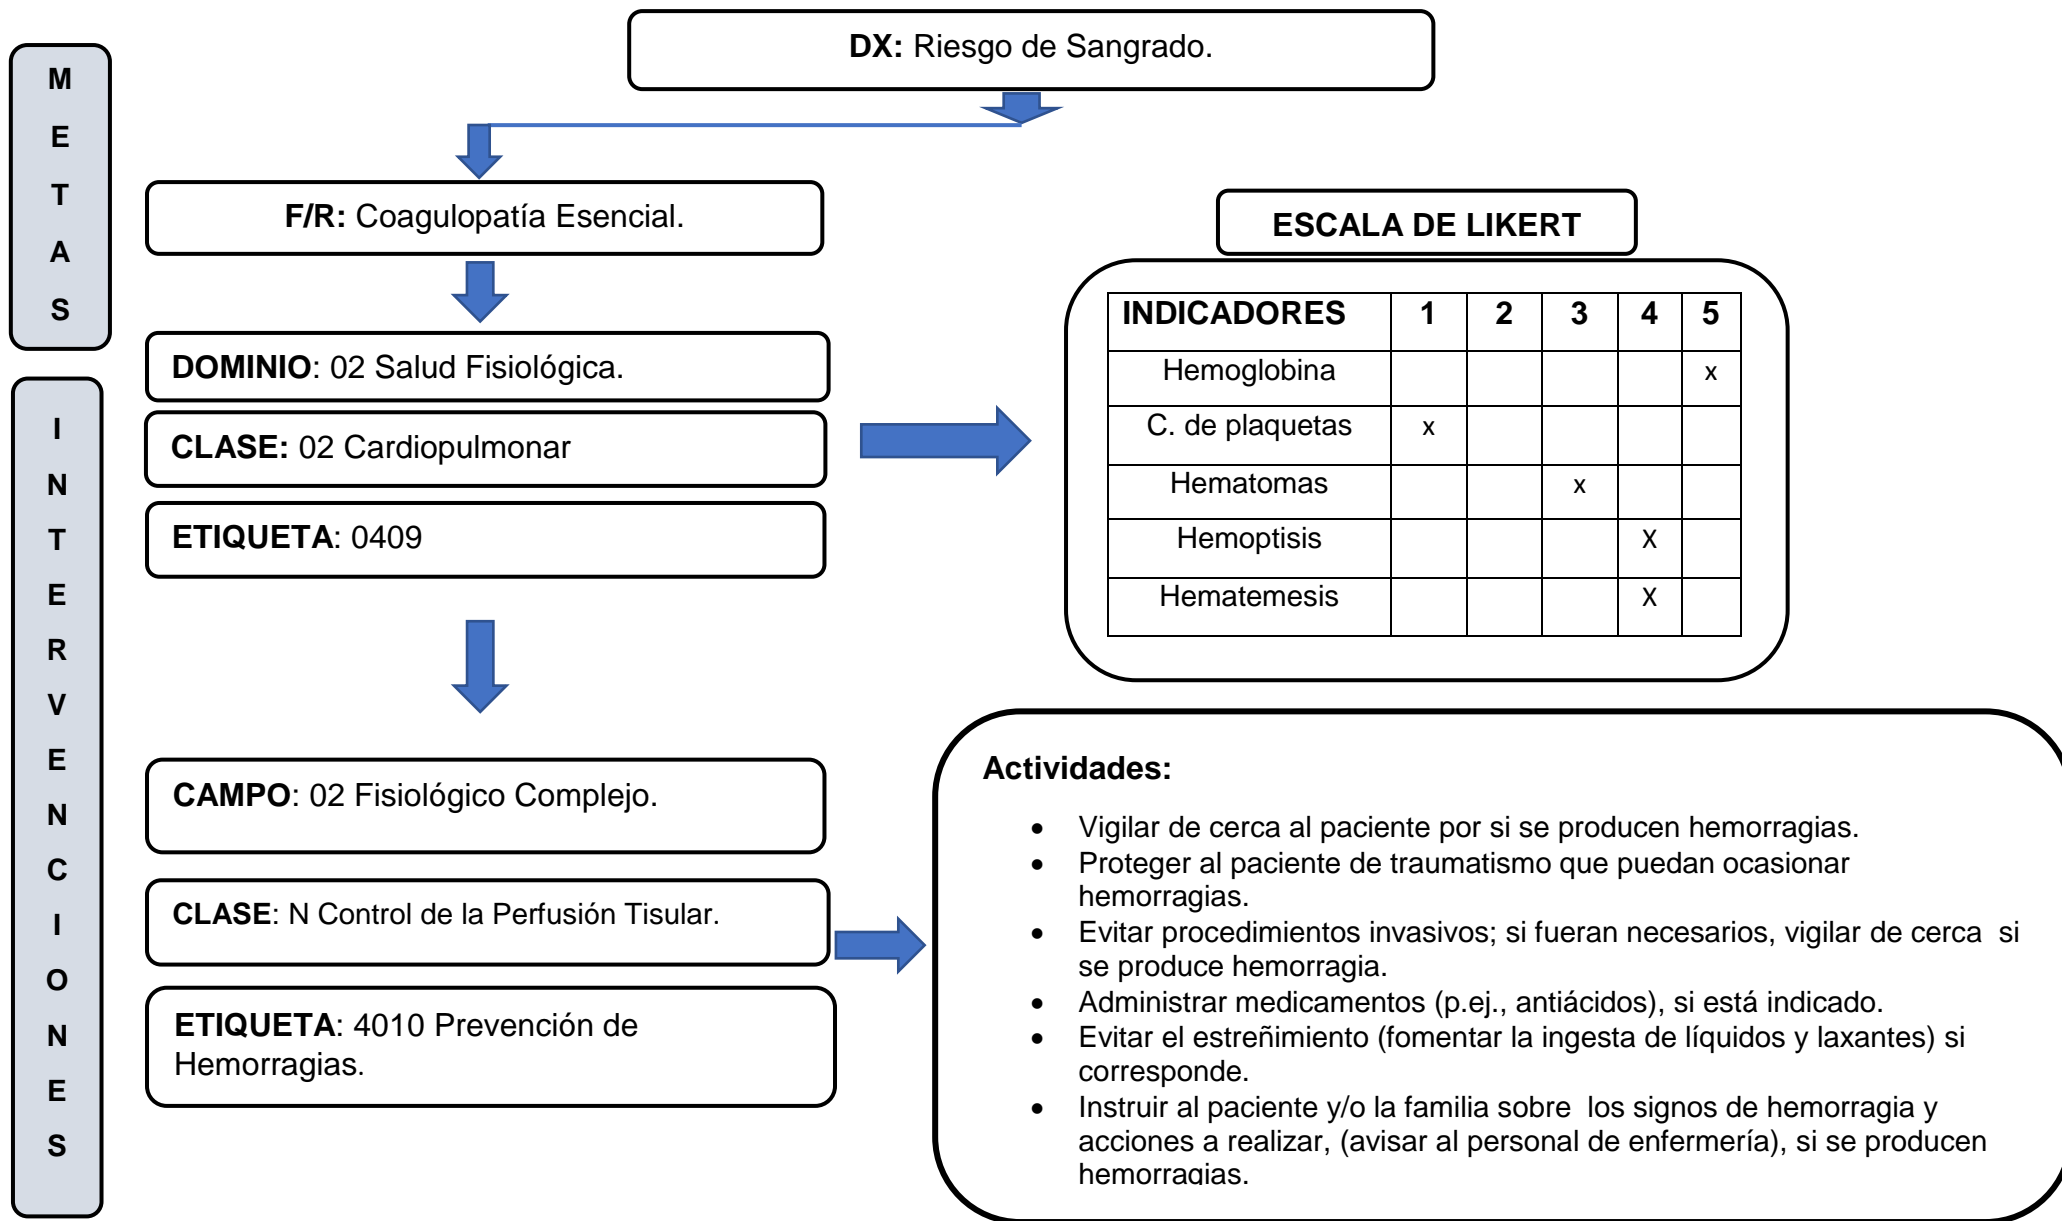 DX: Riesgo de Sangrado.
M
E
T
A
S
F/R: Coagulopatía Esencial.
DOMINIO: 02 Salud Fisiológica.
CLASE: 02 Cardiopulmonar
ETIQUETA: 0409
ESCALA DE LIKERT
INDICADORES 1 2 3 4 5
Hemoglobina x
C. de plaquetas x
Hematomas x
Hemoptisis X
Hematemesis X
I
N
T
E
R
V
E
N
C
I
O
N
E
S
CAMPO: 02 Fisiológico Complejo.
CLASE: N Control de la Perfusión Tisular.
ETIQUETA: 4010 Prevención de
Hemorragias.
Actividades:
• Vigilar de cerca al paciente por si se producen hemorragias.
• Proteger al paciente de traumatismo que puedan ocasionar
hemorragias.
• Evitar procedimientos invasivos; si fueran necesarios, vigilar de cerca si
se produce hemorragia.
• Administrar medicamentos (p.ej., antiácidos), si está indicado.
• Evitar el estreñimiento (fomentar la ingesta de líquidos y laxantes) si
corresponde.
• Instruir al paciente y/o la familia sobre los signos de hemorragia y
acciones a realizar, (avisar al personal de enfermería), si se producen
hemorragias.